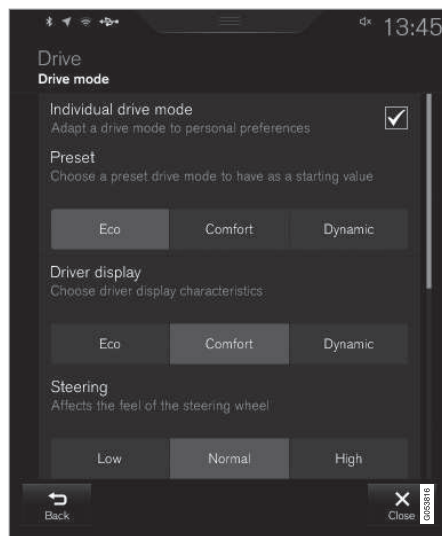 13:45
Drive
Drive mode
Individual drive mode
Adapt a drive mode to personal preferences
Preset
Choose a preset drive mode to have as a starting value
Eco Comfort Dynamic
Driver display
Choose driver display characteristics
Eco Comfort Dynamic
Steering
Affects the feel of the steering wheel
Low Normal High
Back
Close
G053816